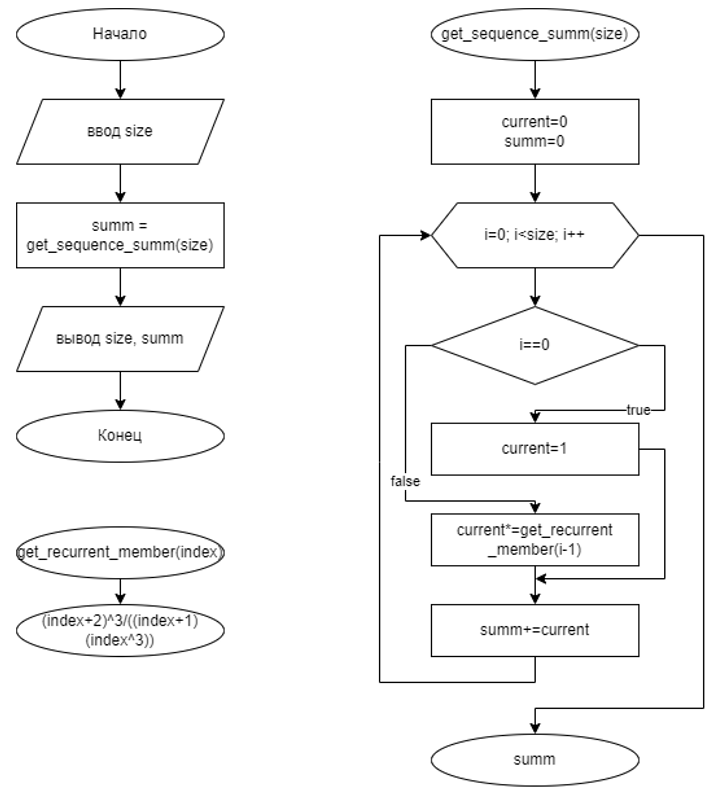 Начало
ввод size
summ =
get_sequence_summ(size)
вывод size, summ
Конец
get_recurrent_member(index)
(index+2)^3/((index+1)
(index^3))
get_sequence_summ(size)
current=0
summ=0
i=0; i<size; i++
i==0
true
current=1
false
current*=get_recurrent
_member(i-1)
summ+=current
summ